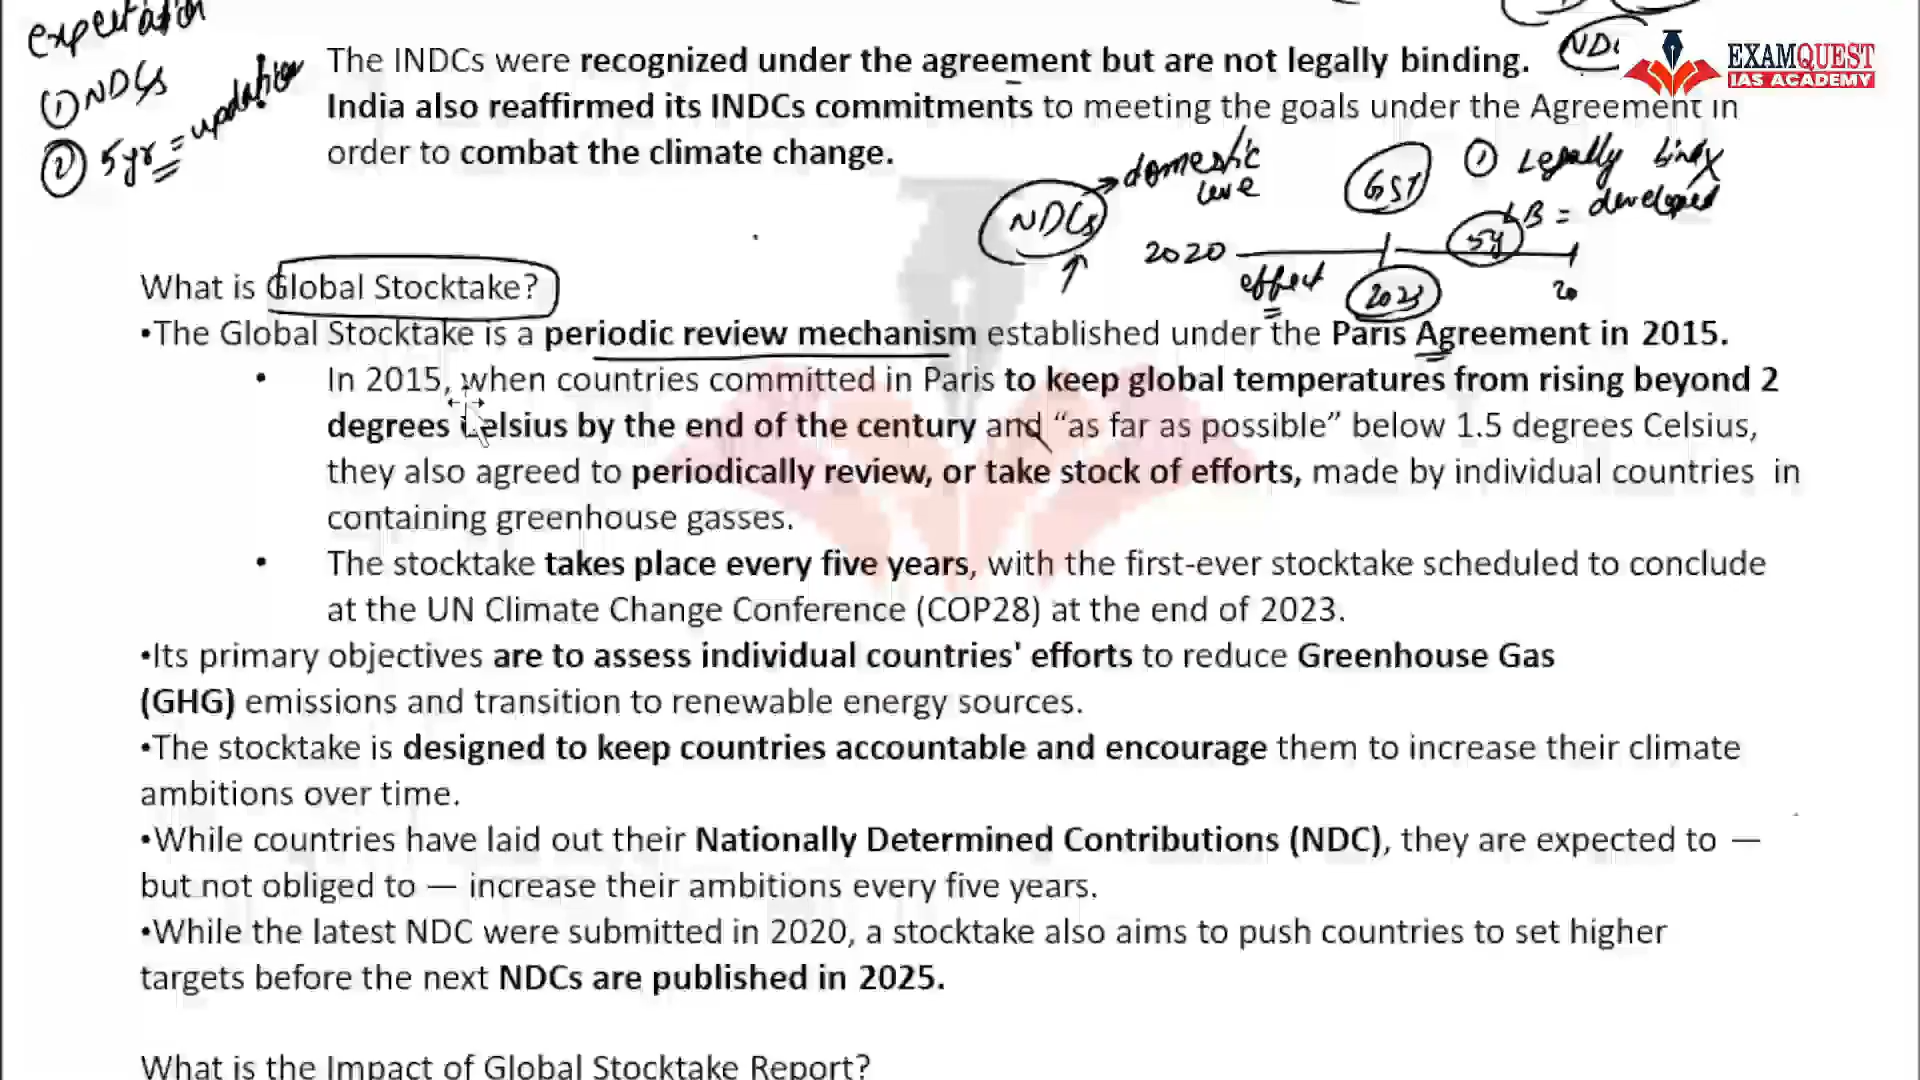 expectation
① NDCs
② 5yr = updation
NDC
EXAMQUEST
IAS ACADEMY
The INDCs were recognized under the agreement but are not legally binding.
India also reaffirmed its INDCs commitments to meeting the goals under the Agreement in
order to combat the climate change.
NDCs → domestic
leve
GST
① Legally bind X
LB = developed
2020
5y
effect
2023
20
What is Global Stocktake?
•The Global Stocktake is a periodic review mechanism established under the Paris Agreement in 2015.
• In 2015, when countries committed in Paris to keep global temperatures from rising beyond 2
degrees Celsius by the end of the century and “as far as possible” below 1.5 degrees Celsius,
they also agreed to periodically review, or take stock of efforts, made by individual countries in
containing greenhouse gasses.
• The stocktake takes place every five years, with the first-ever stocktake scheduled to conclude
at the UN Climate Change Conference (COP28) at the end of 2023.
•Its primary objectives are to assess individual countries' efforts to reduce Greenhouse Gas
(GHG) emissions and transition to renewable energy sources.
•The stocktake is designed to keep countries accountable and encourage them to increase their climate
ambitions over time.
•While countries have laid out their Nationally Determined Contributions (NDC), they are expected to —
but not obliged to — increase their ambitions every five years.
•While the latest NDC were submitted in 2020, a stocktake also aims to push countries to set higher
targets before the next NDCs are published in 2025.
What is the Impact of Global Stocktake Report?